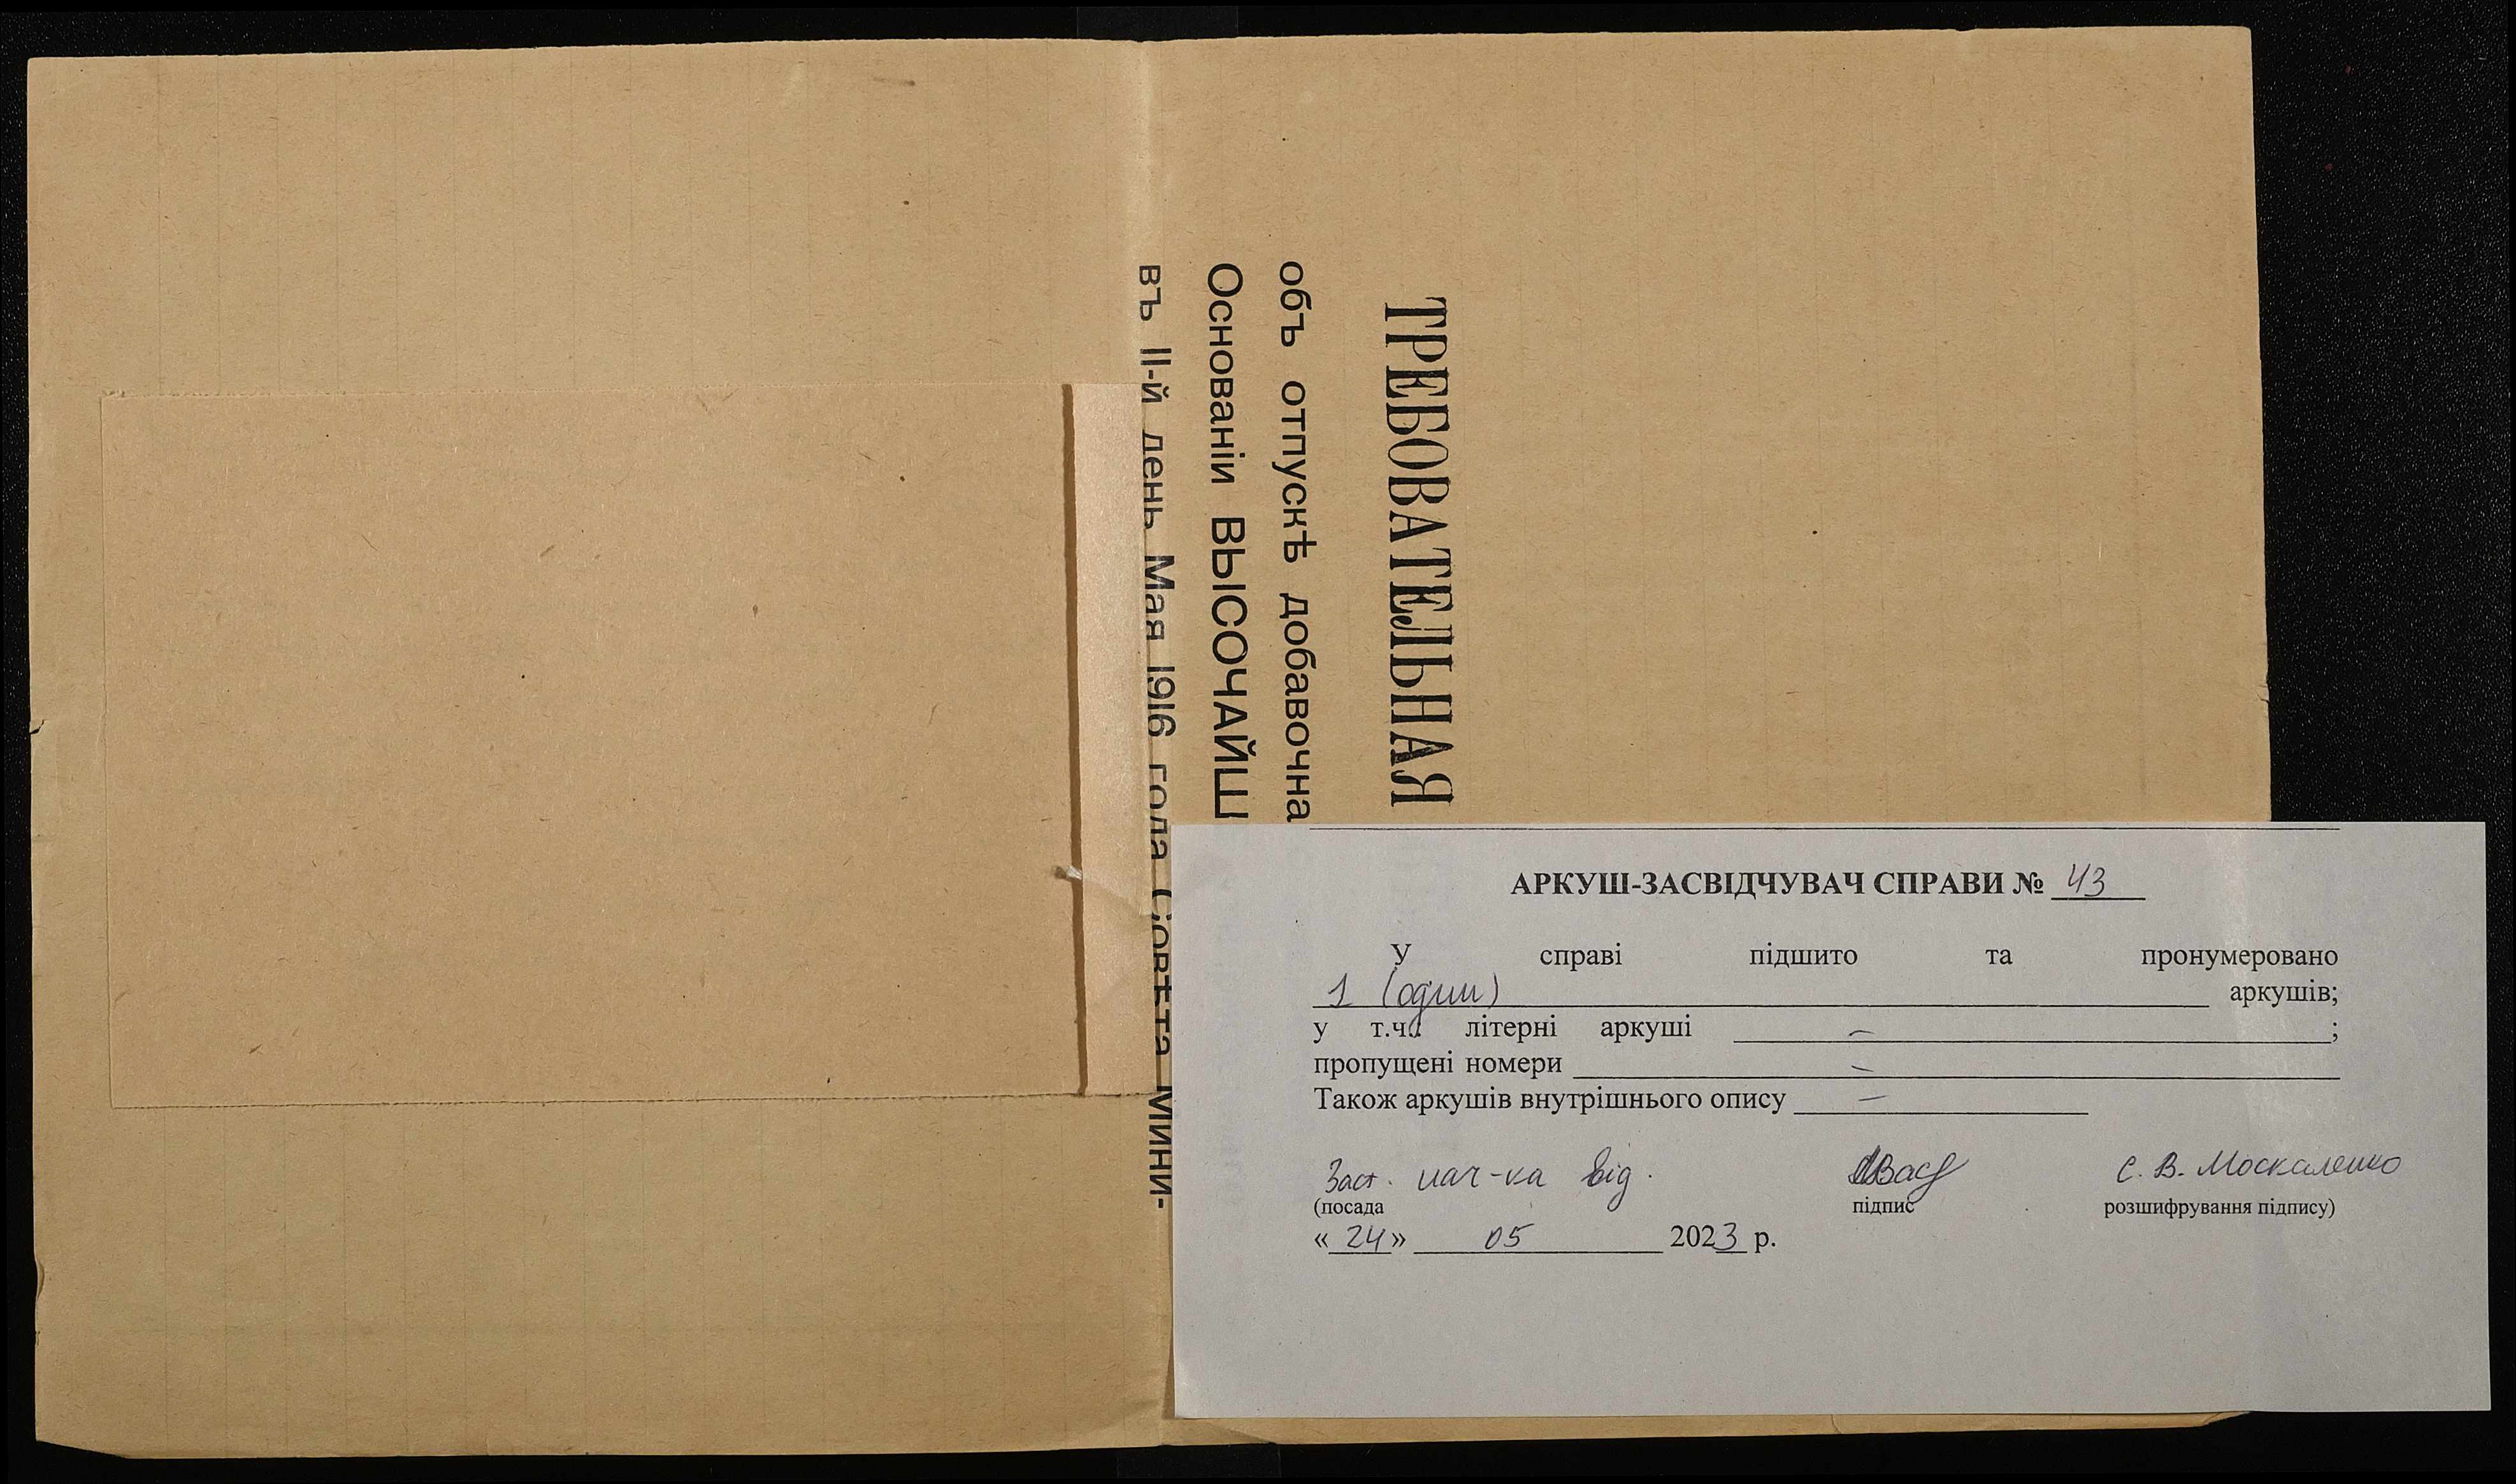 ТРЕБОВАТЕЛЬНАЯ
объ отпускѣ добавочна
Основаніи ВЫСОЧАЙШ
въ II-й день Мая 1916 года Совѣта Мини-
АРКУШ-ЗАСВІДЧУВАЧ СПРАВИ № 43
У справі підшито та пронумеровано
1 (один) аркушів;
у т.ч. літерні аркуші – ;
пропущені номери –
Також аркушів внутрішнього опису –
Заст. нач-ка від. С. В. Москаленко
(посада підпис розшифрування підпису)
« 24 » 05 2023 р.